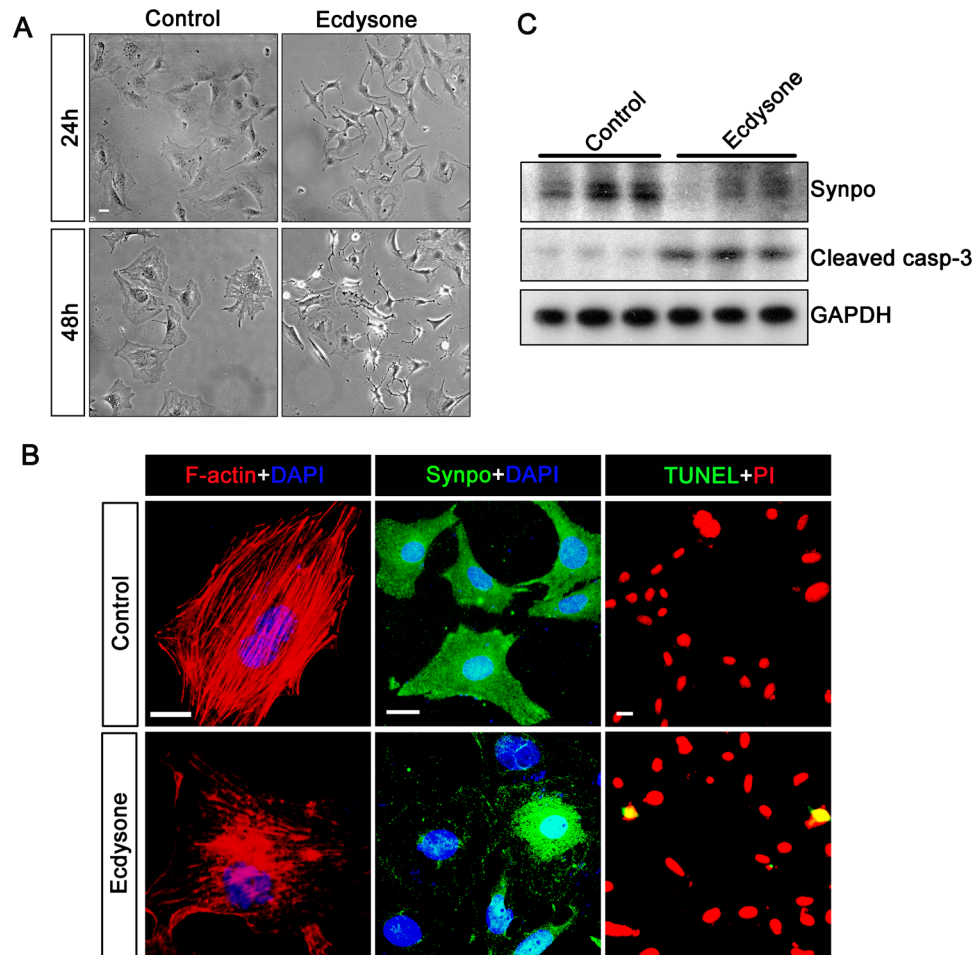 A
Control
Ecdysone
24h
48h
C
Control
Ecdysone
Synpo
Cleaved casp-3
GAPDH
B
F-actin+DAPI
Synpo+DAPI
TUNEL+PI
Control
Ecdysone